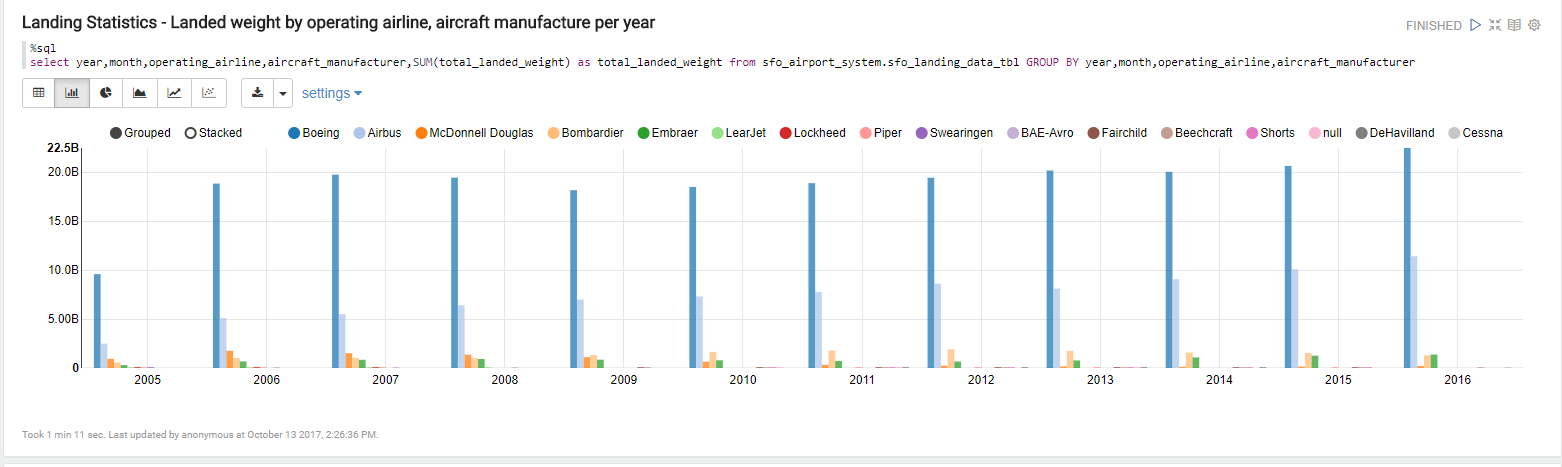 Landing Statistics - Landed weight by operating airline, aircraft manufacture per year
FINISHED
%sql
select year,month,operating_airline,aircraft_manufacturer,SUM(total_landed_weight) as total_landed_weight from sfo_airport_system.sfo_landing_data_tbl GROUP BY year,month,operating_airline,aircraft_manufacturer
settings
Grouped Stacked Boeing Airbus McDonnell Douglas Bombardier Embraer LearJet Lockheed Piper Swearingen BAE-Avro Fairchild Beechcraft Shorts null DeHavilland Cessna
22.5B
20.0B
15.0B
10.0B
5.00B
0
2005 2006 2007 2008 2009 2010 2011 2012 2013 2014 2015 2016
Took 1 min 11 sec. Last updated by anonymous at October 13 2017, 2:26:36 PM.